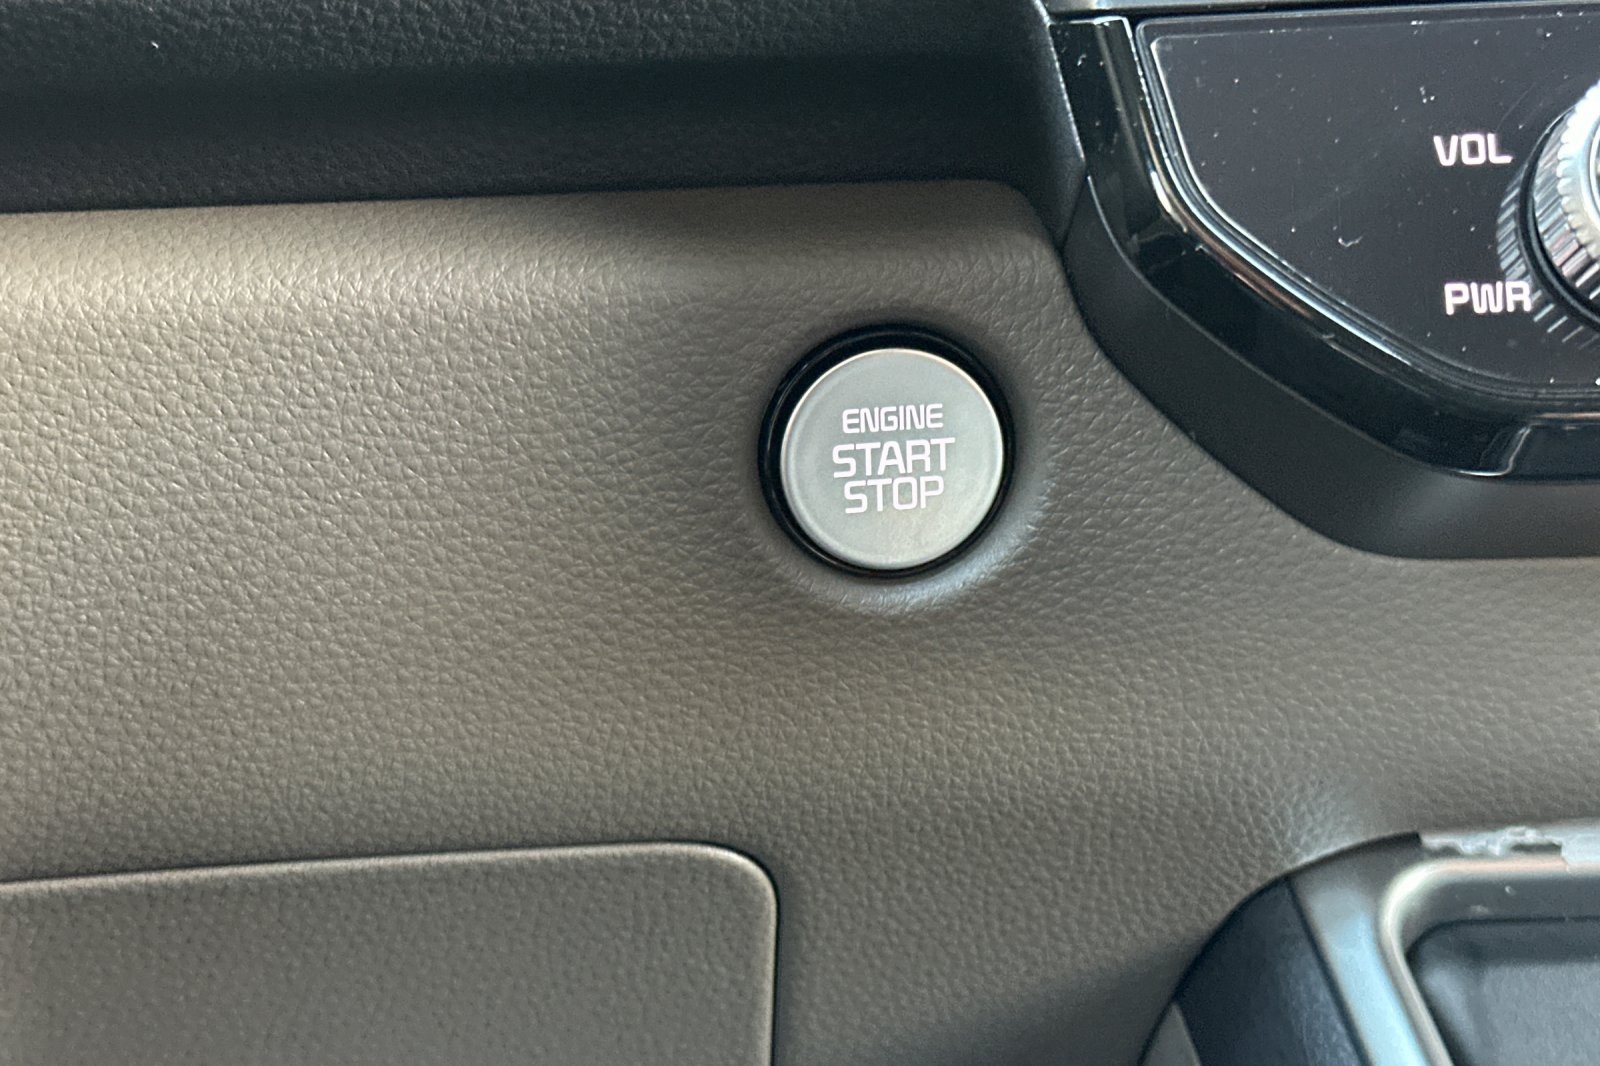 VOL
PWR
ENGINE
START
STOP